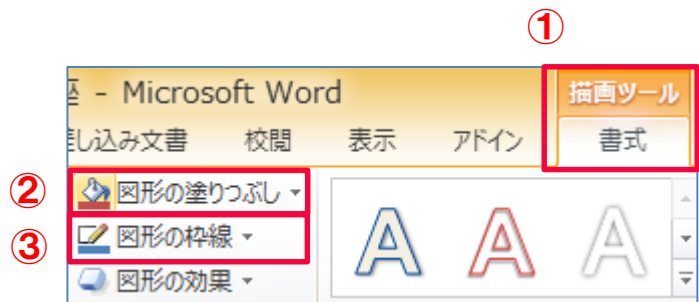 ①
- Microsoft Word
描画ツール
し込み文書 校閲 表示 アドイン 書式
② 図形の塗りつぶし
③ 図形の枠線
図形の効果
A A A